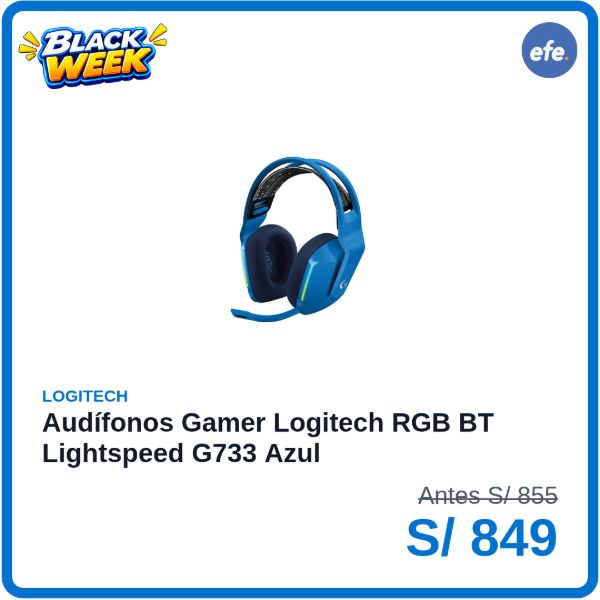 BLACK
WEEK
efe.
LOGITECH
Audífonos Gamer Logitech RGB BT
Lightspeed G733 Azul
Antes S/ 855
S/ 849